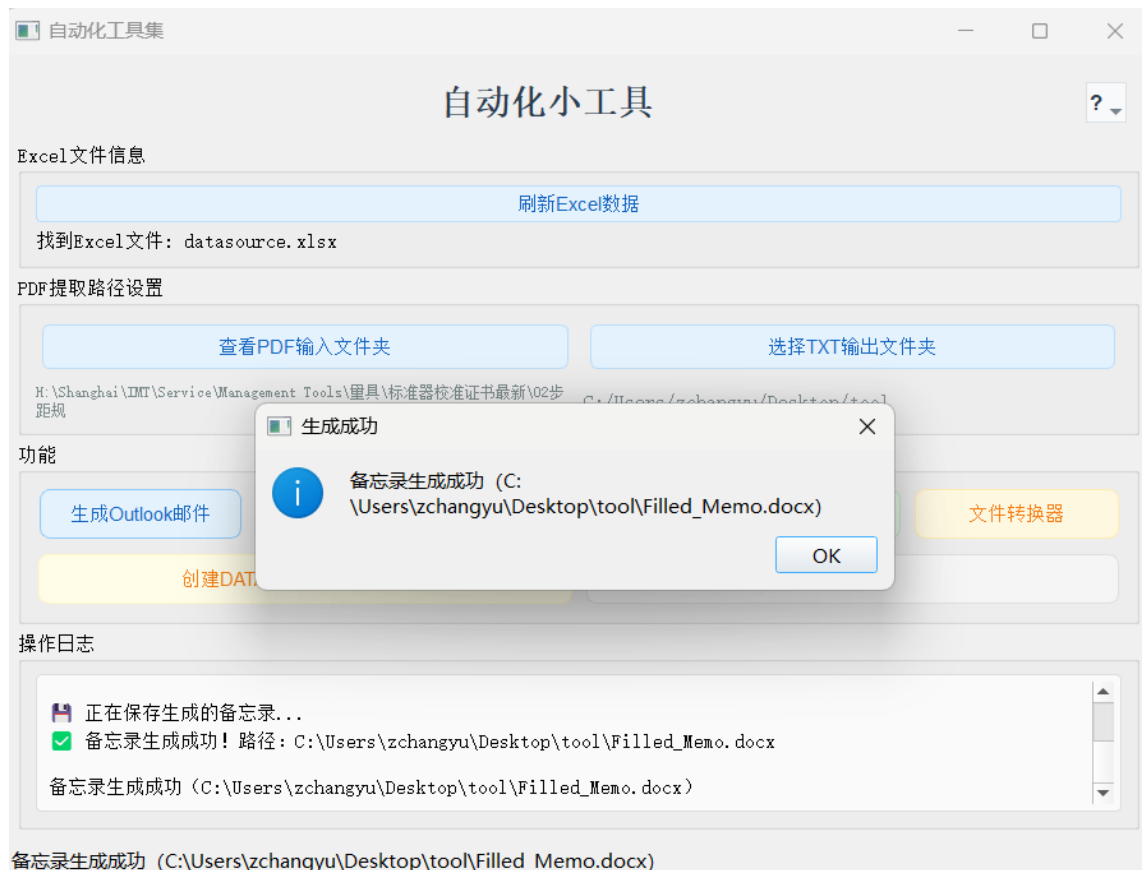 自动化工具集
自动化小工具
?
Excel文件信息
刷新Excel数据
找到Excel文件: datasource.xlsx
PDF提取路径设置
查看PDF输入文件夹
选择TXT输出文件夹
H:\Shanghai\IMT\Service\Management Tools\量具\标准器校准证书最新\02步
距规
C:/Users/zchangyu/Desktop/tool
生成成功
备忘录生成成功（C:
\Users\zchangyu\Desktop\tool\Filled_Memo.docx）
OK
功能
生成Outlook邮件
文件转换器
创建DAT
操作日志
正在保存生成的备忘录...
备忘录生成成功！路径：C:\Users\zchangyu\Desktop\tool\Filled_Memo.docx
备忘录生成成功（C:\Users\zchangyu\Desktop\tool\Filled_Memo.docx）
备忘录生成成功（C:\Users\zchangyu\Desktop\tool\Filled_Memo.docx）